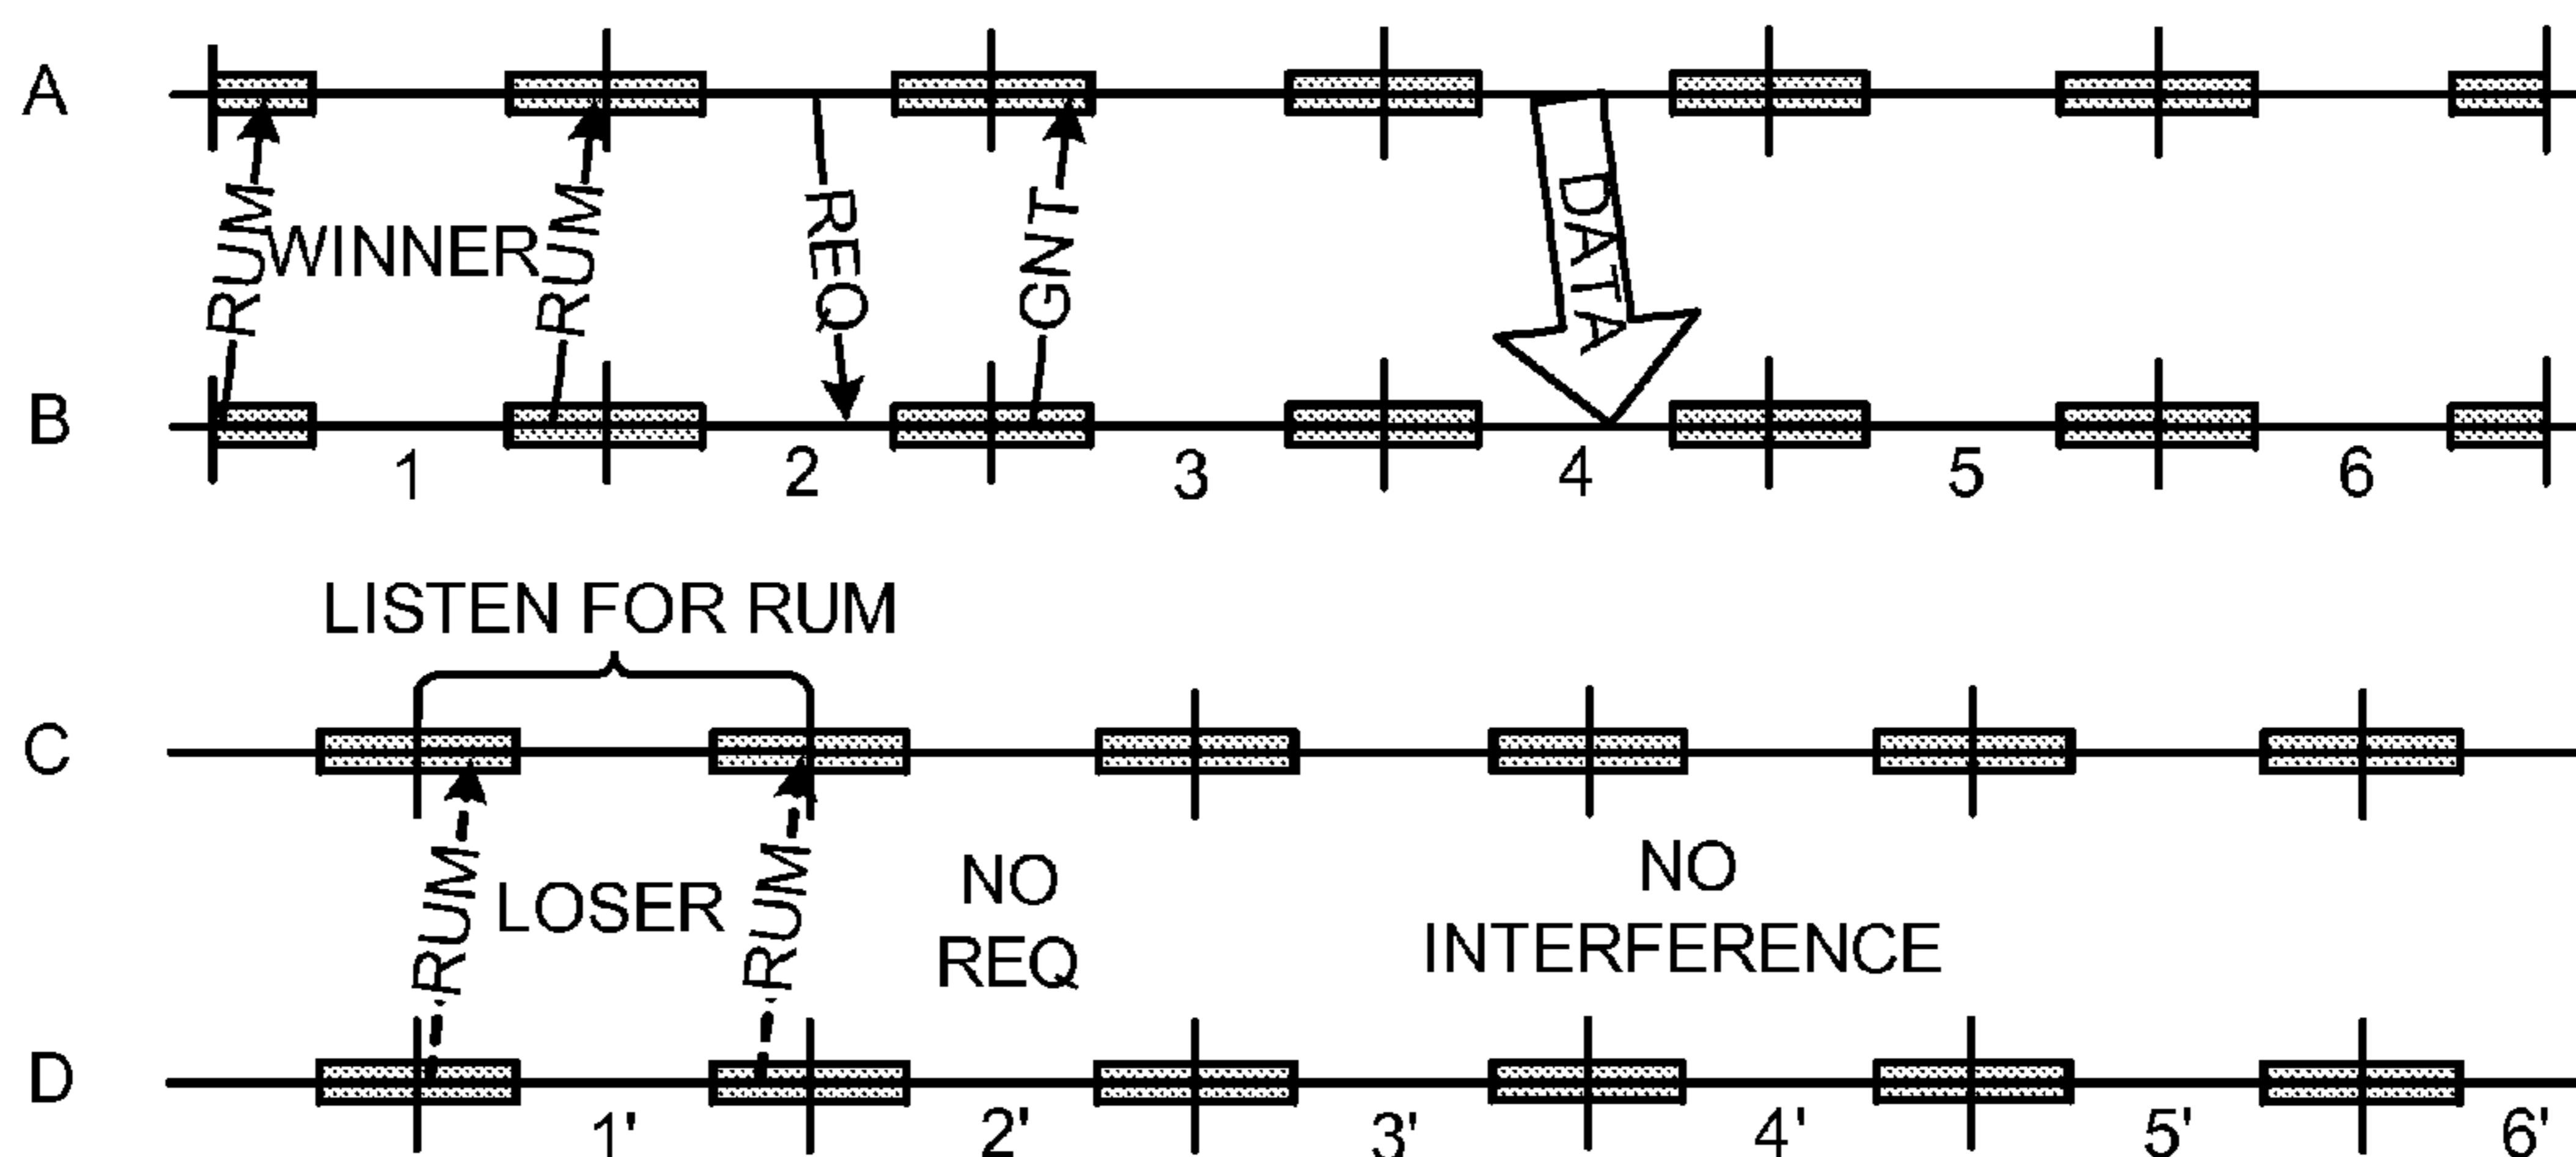 A
RUM WINNER RUM REQ GNT DATA
B
1 2 3 4 5 6
LISTEN FOR RUM
C
RUM LOSER RUM
NO
REQ
NO
INTERFERENCE
D
1' 2' 3' 4' 5' 6'